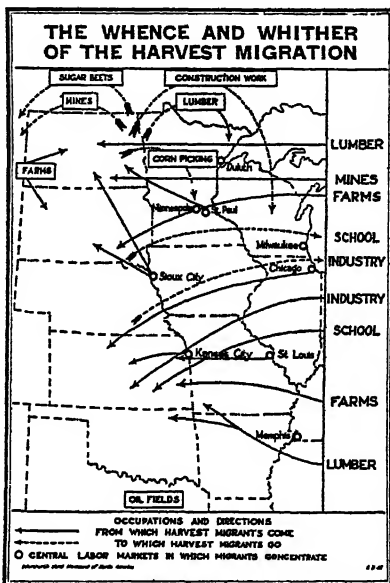 THE WHENCE AND WHITHER
OF THE HARVEST MIGRATION
SUGAR BEETS
CONSTRUCTION WORK
MINES
LUMBER
LUMBER
CORN PICKING
Duluth
FARMS
MINES
FARMS
Minneapolis
St. Paul
SCHOOL
Milwaukee
INDUSTRY
Chicago
Sioux City
INDUSTRY
SCHOOL
Kansas City
St. Louis
FARMS
Memphis
LUMBER
OIL FIELDS
OCCUPATIONS AND DIRECTIONS
FROM WHICH HARVEST MIGRANTS COME
TO WHICH HARVEST MIGRANTS GO
CENTRAL LABOR MARKETS IN WHICH MIGRANTS CONCENTRATE